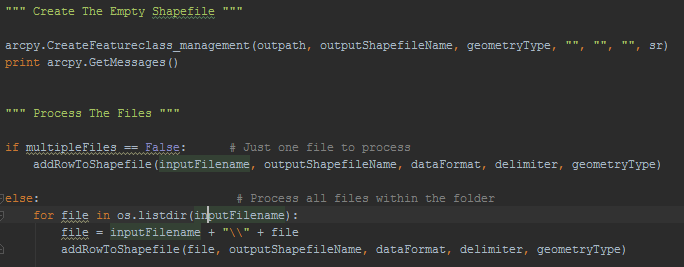 """ Create The Empty Shapefile """
arcpy.CreateFeatureclass_management(outpath, outputShapefileName, geometryType, "", "", "", sr)
print arcpy.GetMessages()
""" Process The Files """
if multipleFiles == False:      # Just one file to process
    addRowToShapefile(inputFilename, outputShapefileName, dataFormat, delimiter, geometryType)
else:                            # Process all files within the folder
    for file in os.listdir(inputFilename):
        file = inputFilename + "\\" + file
        addRowToShapefile(file, outputShapefileName, dataFormat, delimiter, geometryType)